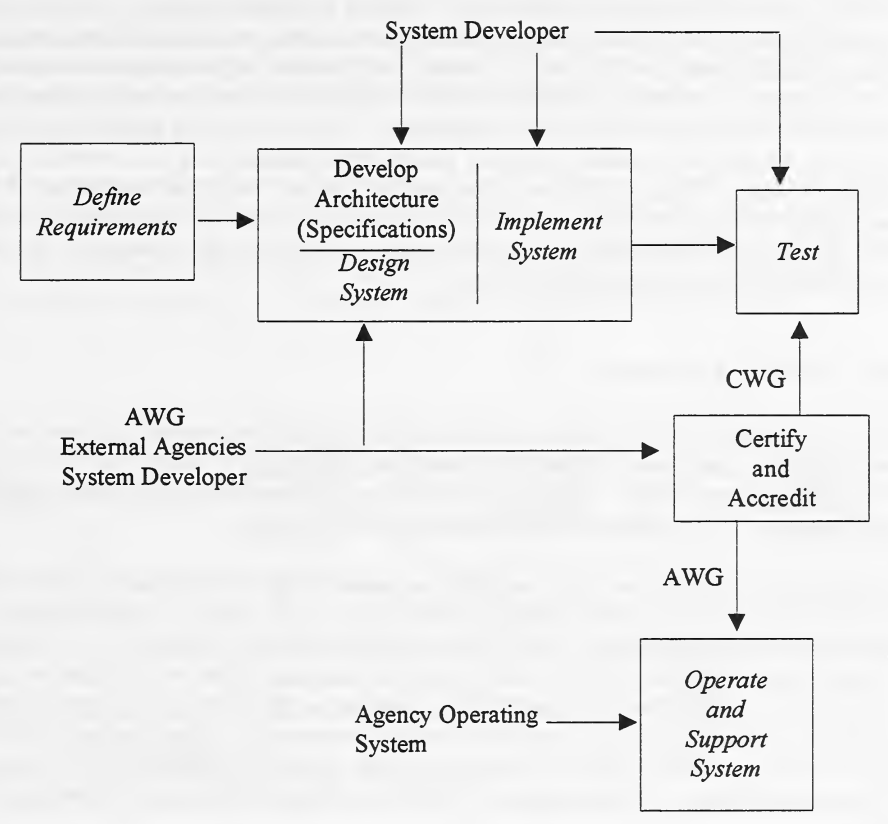 System Developer
Define
Requirements
Develop
Architecture
(Specifications)
Design
System
Implement
System
Test
CWG
AWG
External Agencies
System Developer
Certify
and
Accredit
AWG
Agency Operating
System
Operate
and
Support
System